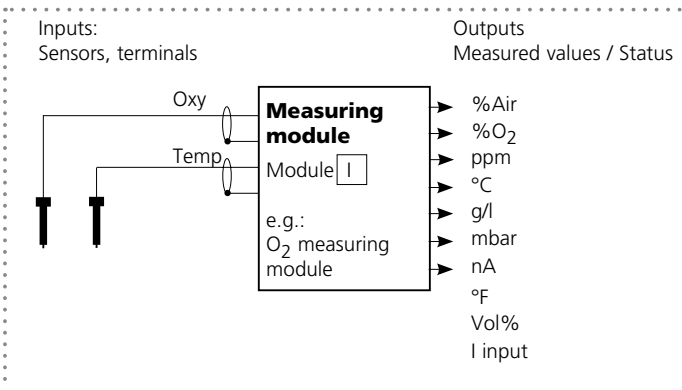 Inputs:
Sensors, terminals
Outputs
Measured values / Status
Oxy
Temp
Measuring
module
Module I
e.g.:
O2 measuring
module
%Air
%O2
ppm
°C
g/l
mbar
nA
°F
Vol%
I input